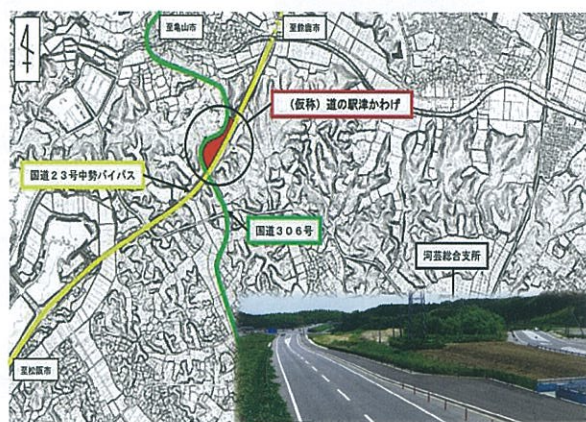 至亀山市
至鈴鹿市
（仮称）道の駅津かわげ
国道２３号中勢バイパス
国道３０６号
河芸総合支所
至松阪市